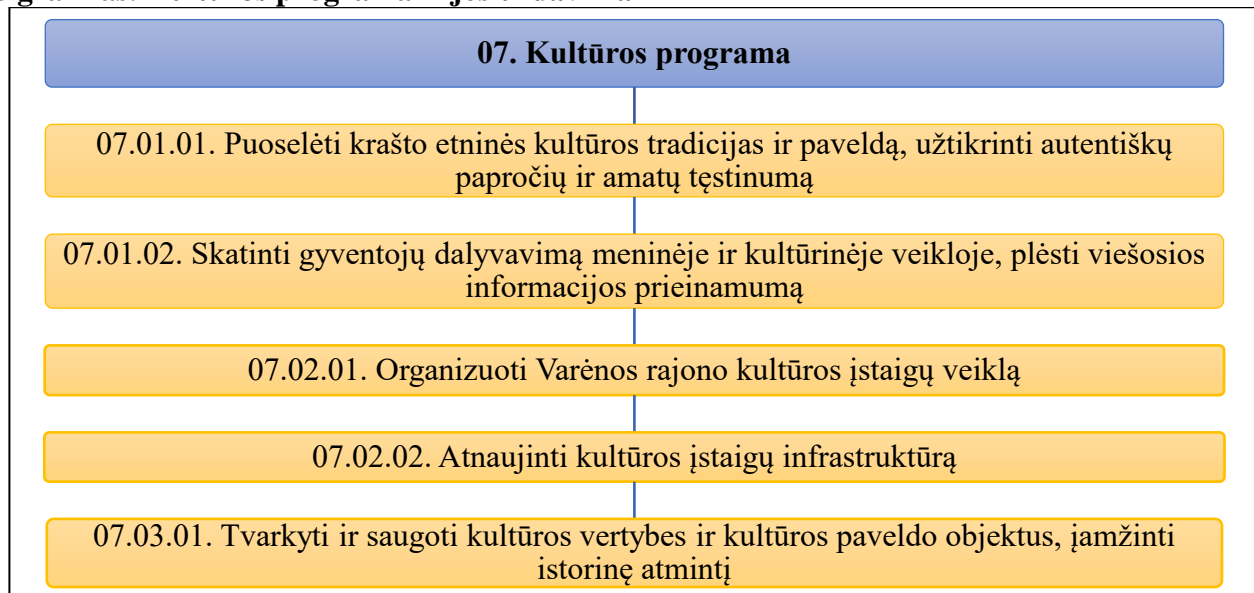 07. Kultūros programa
07.01.01. Puoselėti krašto etninės kultūros tradicijas ir paveldą, užtikrinti autentiškų
papročių ir amatų tęstinumą
07.01.02. Skatinti gyventojų dalyvavimą meninėje ir kultūrinėje veikloje, plėsti viešosios
informacijos prieinamumą
07.02.01. Organizuoti Varėnos rajono kultūros įstaigų veiklą
07.02.02. Atnaujinti kultūros įstaigų infrastruktūrą
07.03.01. Tvarkyti ir saugoti kultūros vertybes ir kultūros paveldo objektus, įamžinti
istorinę atmintį